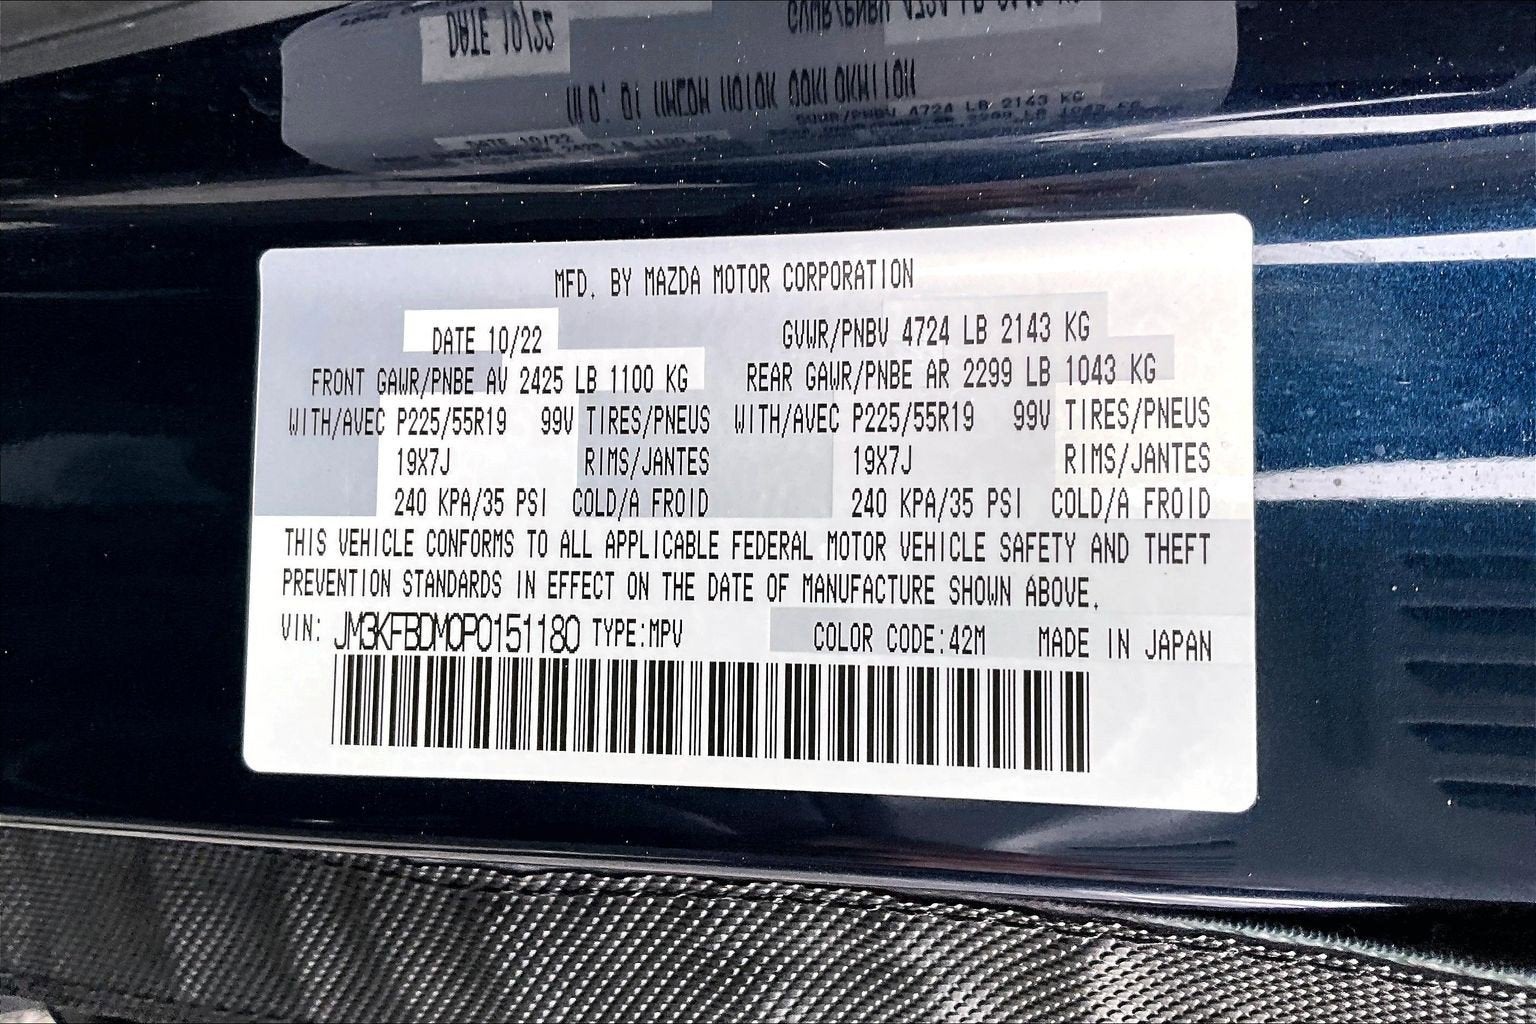 MFD. BY MAZDA MOTOR CORPORATION
DATE 10/22 GVWR/PNBV 4724 LB 2143 KG
FRONT GAWR/PNBE AV 2425 LB 1100 KG REAR GAWR/PNBE AR 2299 LB 1043 KG
WITH/AVEC P225/55R19 99V TIRES/PNEUS WITH/AVEC P225/55R19 99V TIRES/PNEUS
19X7J RIMS/JANTES 19X7J RIMS/JANTES
240 KPA/35 PSI COLD/A FROID 240 KPA/35 PSI COLD/A FROID
THIS VEHICLE CONFORMS TO ALL APPLICABLE FEDERAL MOTOR VEHICLE SAFETY AND THEFT
PREVENTION STANDARDS IN EFFECT ON THE DATE OF MANUFACTURE SHOWN ABOVE.
VIN: JM3KFBDM0P0151180 TYPE:MPV COLOR CODE:42M MADE IN JAPAN